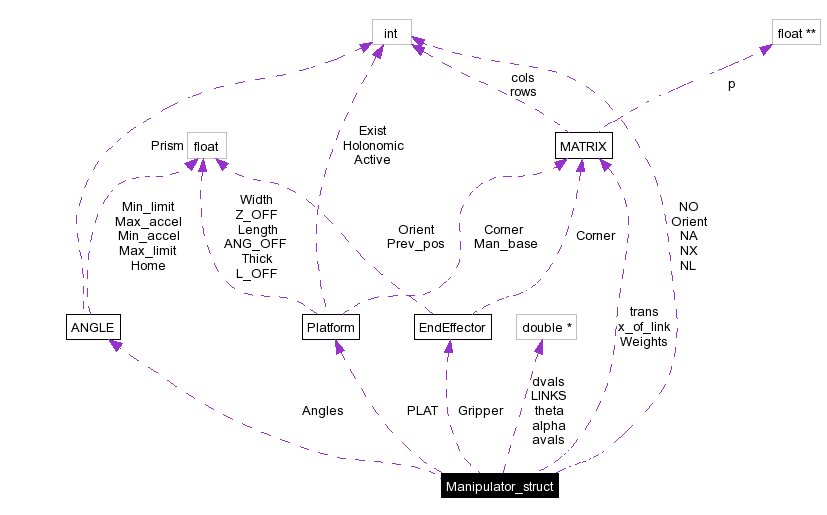 int
float **
cols
rows
p
Exist
Holonomic
Active
Prism
float
MATRIX
Min_limit
Max_accel
Min_accel
Max_limit
Home
Width
Z_OFF
Length
ANG_OFF
Thick
L_OFF
Orient
Prev_pos
Corner
Man_base
Corner
NO
Orient
NA
NX
NL
ANGLE
Platform
EndEffector
double *
trans
x_of_link
Weights
Angles
PLAT
Gripper
dvals
LINKS
theta
alpha
avals
Manipulator_struct